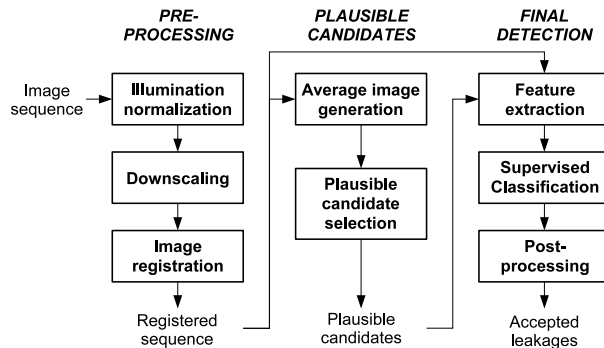 PRE-
PROCESSING
PLAUSIBLE
CANDIDATES
FINAL
DETECTION
Image
sequence
Illumination
normalization
Downscaling
Image
registration
Registered
sequence
Average image
generation
Plausible
candidate
selection
Plausible
candidates
Feature
extraction
Supervised
Classification
Post-
processing
Accepted
leakages